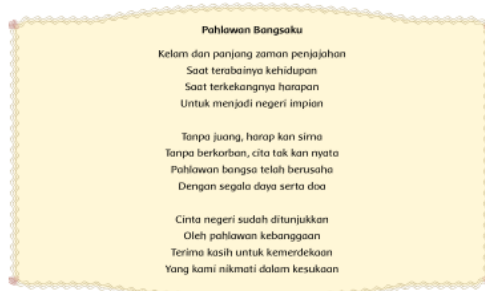 Pahlawan Bangsaku
Kelam dan panjang zaman penjajahan
Saat terabainya kehidupan
Saat terkekangnya harapan
Untuk menjadi negeri impian
Tanpa juang, harap kan sirna
Tanpa berkorban, cita tak kan nyata
Pahlawan bangsa telah berusaha
Dengan segala daya serta doa
Cinta negeri sudah ditunjukkan
Oleh pahlawan kebanggaan
Terima kasih untuk kemerdekaan
Yang kami nikmati dalam kesukaan